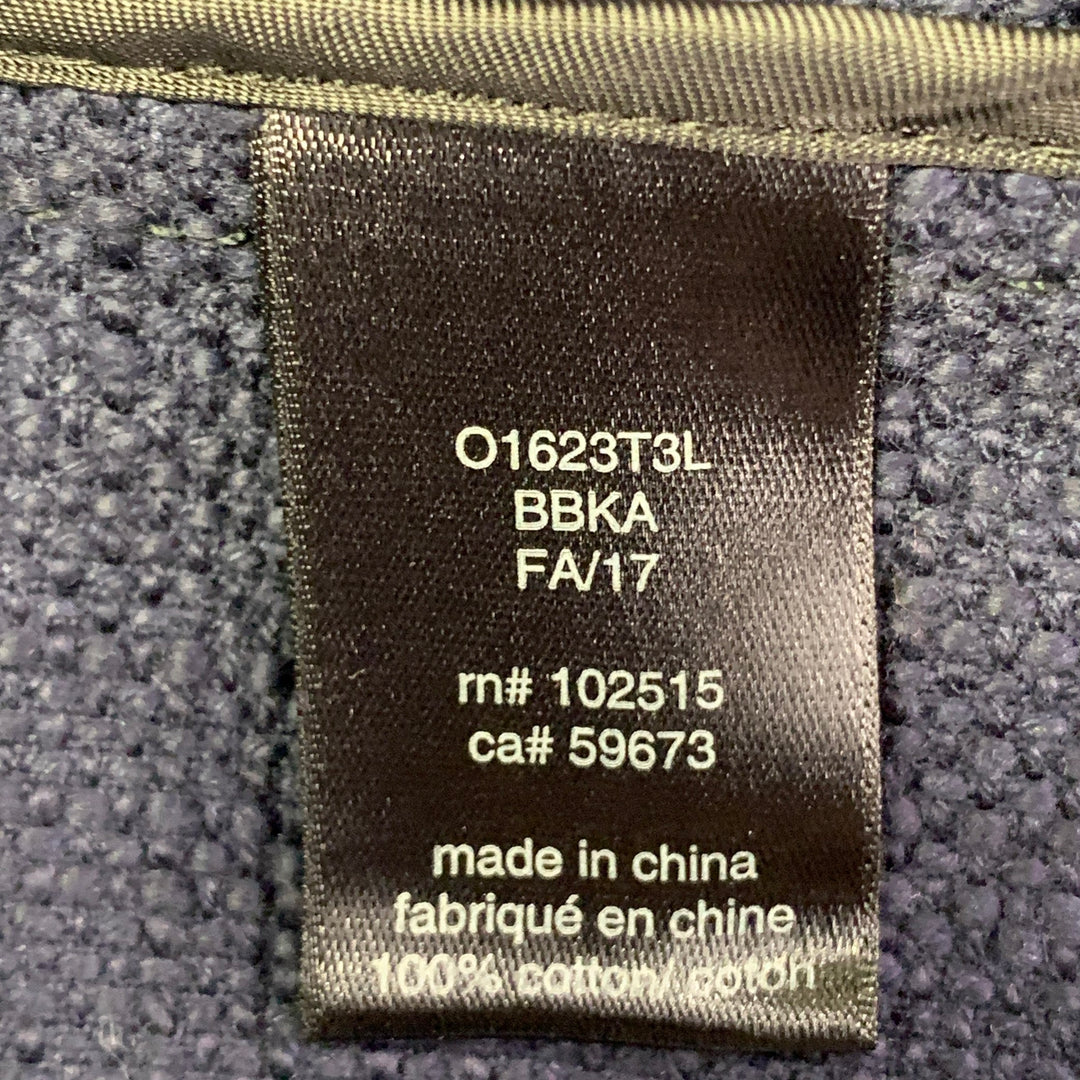 O1623T3L
BBKA
FA/17
rn# 102515
ca# 59673
made in china
fabriqué en chine
100% cotton/ coton